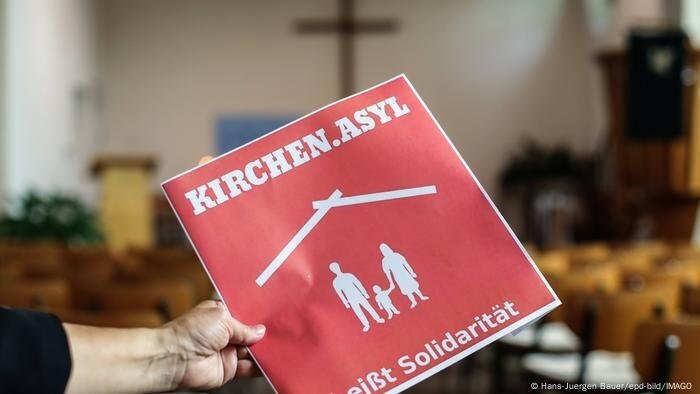 KIRCHEN.ASYL
eißt Solidarität
© Hans-Juergen Bauer/epd-bild/IMAGO